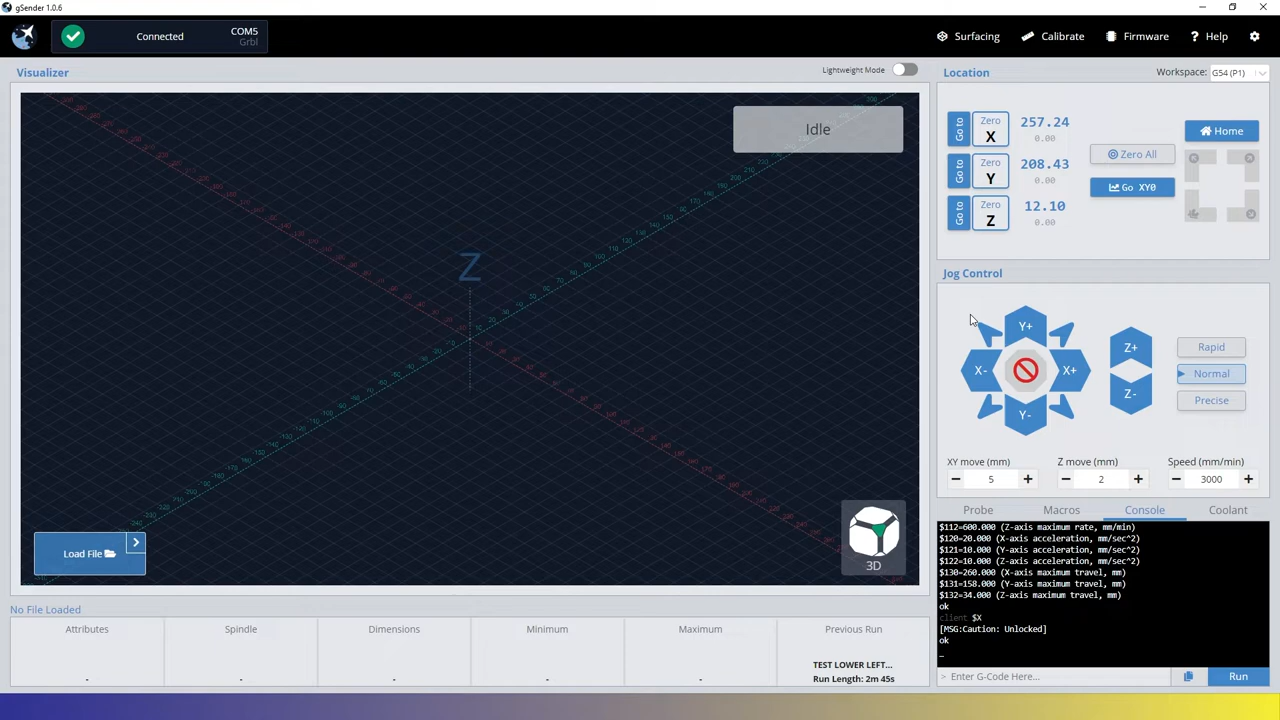 gSender 1.0.6
Connected
COM5
Grbl
Surfacing
Calibrate
Firmware
Help
Visualizer
Lightweight Mode
Idle
Z
Load File
3D
Location
Workspace: G54 (P1)
Go to
Zero
X
257.24
0.00
Go to
Zero
Y
208.43
0.00
Go to
Zero
Z
12.10
0.00
Zero All
Go XY0
Home
Jog Control
Y+
X-
X+
Y-
Z+
Z-
Rapid
Normal
Precise
XY move (mm)
5
Z move (mm)
2
Speed (mm/min)
3000
Probe
Macros
Console
Coolant
$112=600.000 (Z-axis maximum rate, mm/min)
$120=20.000 (X-axis acceleration, mm/sec^2)
$121=10.000 (Y-axis acceleration, mm/sec^2)
$122=10.000 (Z-axis acceleration, mm/sec^2)
$130=260.000 (X-axis maximum travel, mm)
$131=158.000 (Y-axis maximum travel, mm)
$132=34.000 (Z-axis maximum travel, mm)
ok
client $X
[MSG:Caution: Unlocked]
ok
> Enter G-Code Here...
Run
No File Loaded
Attributes
-
Spindle
-
Dimensions
-
Minimum
-
Maximum
-
Previous Run
TEST LOWER LEFT...
Run Length: 2m 45s